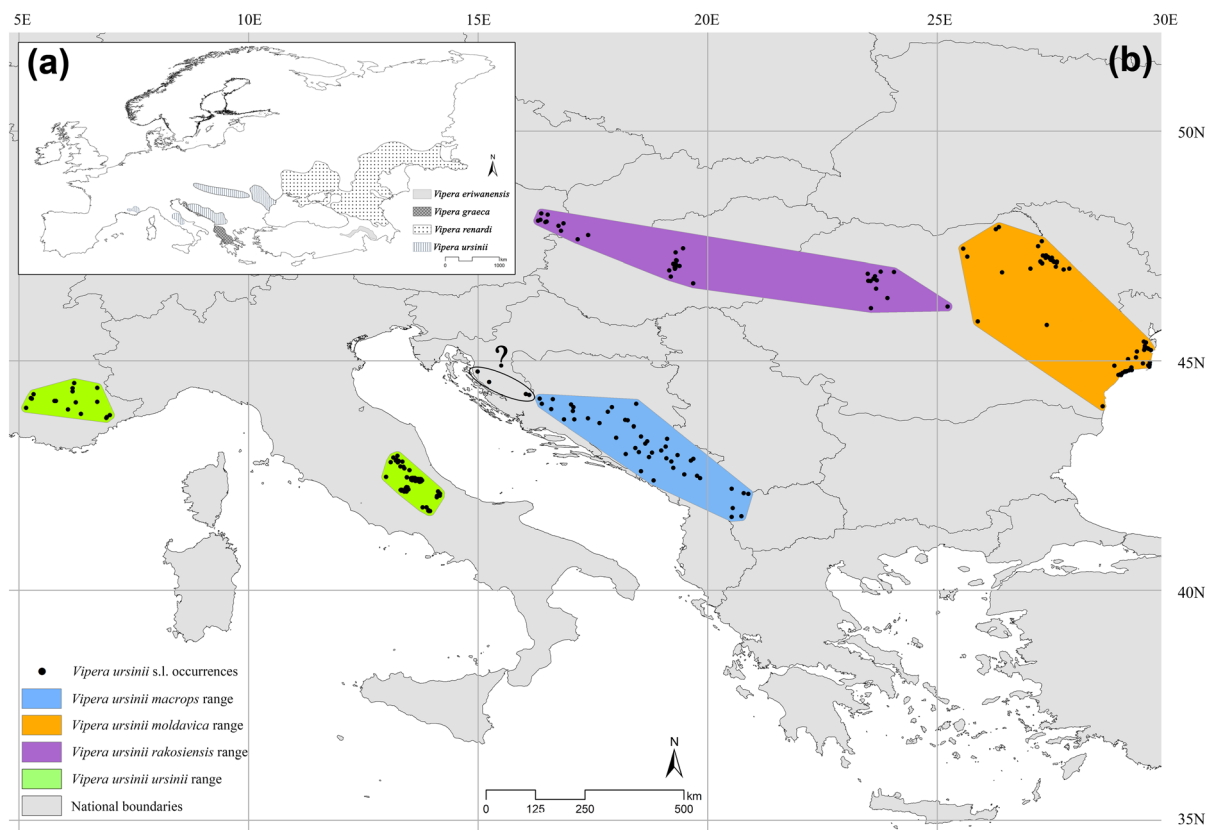 5E 10E 15E 20E 25E 30E
(a)
(b)
N
Vipera eriwanensis
Vipera graeca
Vipera renardi
Vipera ursinii
km
0 1000
50N
45N
?
40N
35N
Vipera ursinii s.l. occurrences
Vipera ursinii macrops range
Vipera ursinii moldavica range
Vipera ursinii rakosiensis range
Vipera ursinii ursinii range
National boundaries
N
km
0 125 250 500